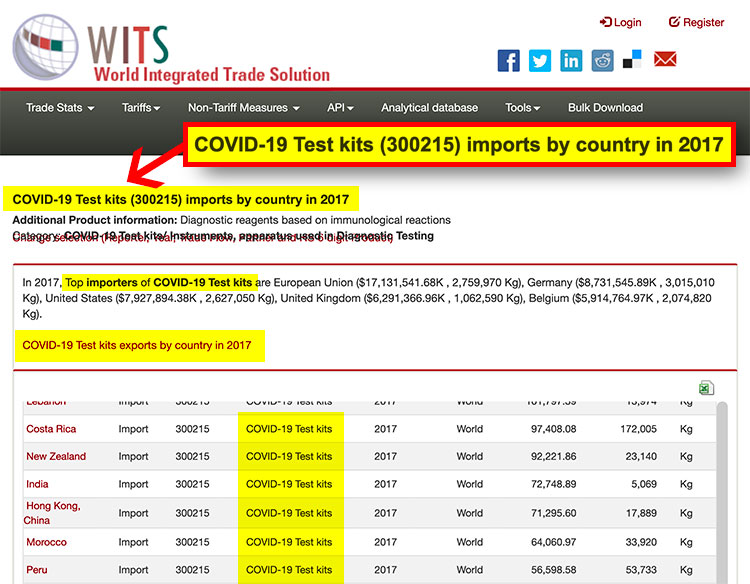 Login Register
WITS
World Integrated Trade Solution
Trade Stats Tariffs Non-Tariff Measures API Analytical database Tools Bulk Download
COVID-19 Test kits (300215) imports by country in 2017
COVID-19 Test kits (300215) imports by country in 2017
Additional Product information: Diagnostic reagents based on immunological reactions
Category: COVID-19 Test kits/ Instruments, apparatus used in Diagnostic Testing
Change selection (Reporter, Year, Trade Flow, Partner and HS 6 digit Product)
In 2017, Top importers of COVID-19 Test kits are European Union ($17,131,541.68K , 2,759,970 Kg), Germany ($8,731,545.89K , 3,015,010
Kg), United States ($7,927,894.38K , 2,627,050 Kg), United Kingdom ($6,291,366.96K , 1,062,590 Kg), Belgium ($5,914,764.97K , 2,074,820
Kg).
COVID-19 Test kits exports by country in 2017
Lebanon Import 300215 COVID-19 Test kits 2017 World 101,797.39 13,974 Kg
Costa Rica Import 300215 COVID-19 Test kits 2017 World 97,408.08 172,005 Kg
New Zealand Import 300215 COVID-19 Test kits 2017 World 92,221.86 23,140 Kg
India Import 300215 COVID-19 Test kits 2017 World 72,748.89 5,069 Kg
Hong Kong,
China Import 300215 COVID-19 Test kits 2017 World 71,295.60 17,889 Kg
Morocco Import 300215 COVID-19 Test kits 2017 World 64,060.97 33,920 Kg
Peru Import 300215 COVID-19 Test kits 2017 World 56,598.58 53,733 Kg